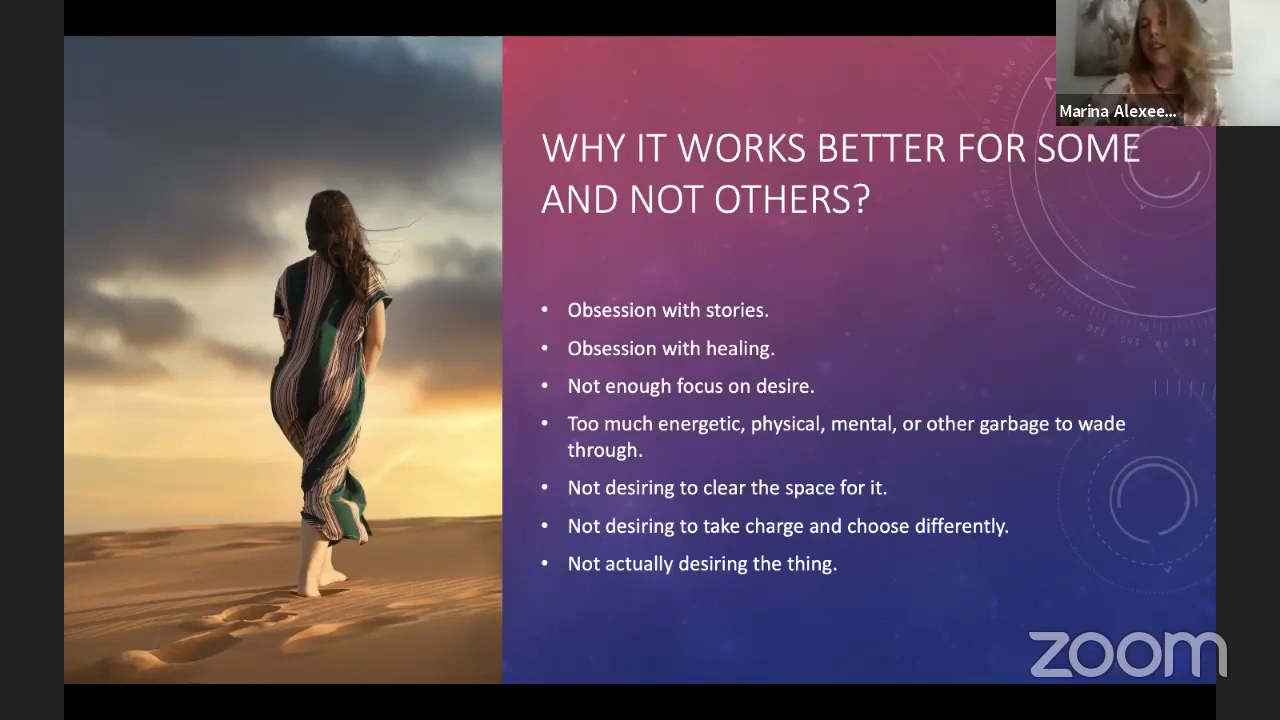 Marina Alexee...
WHY IT WORKS BETTER FOR SOME
AND NOT OTHERS?
• Obsession with stories.
• Obsession with healing.
• Not enough focus on desire.
• Too much energetic, physical, mental, or other garbage to wade
through.
• Not desiring to clear the space for it.
• Not desiring to take charge and choose differently.
• Not actually desiring the thing.
zoom